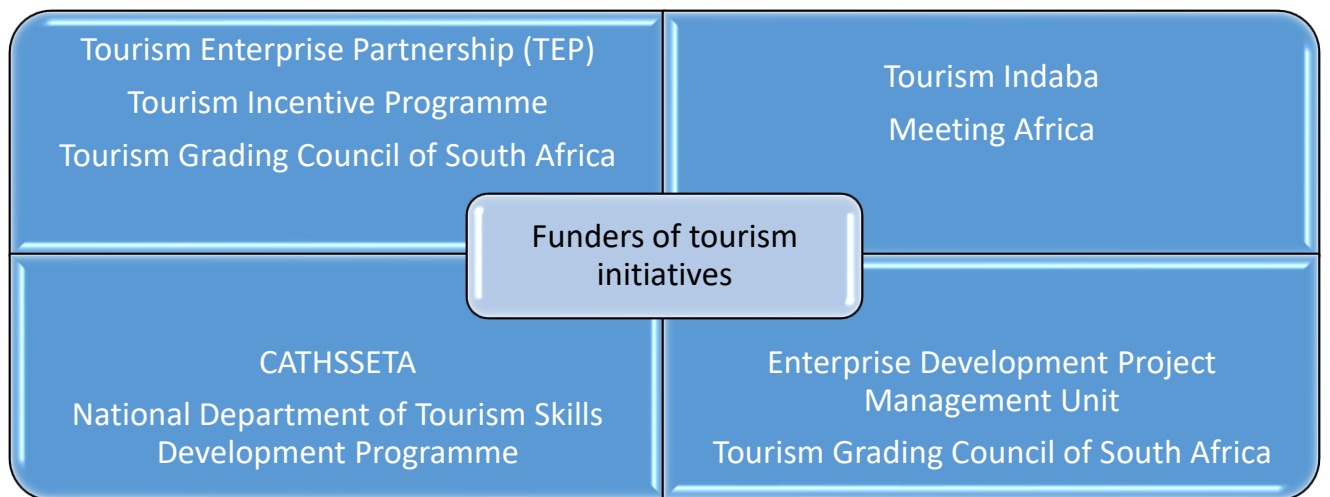 Tourism Enterprise Partnership (TEP)
Tourism Incentive Programme
Tourism Grading Council of South Africa
Tourism Indaba
Meeting Africa
Funders of tourism
initiatives
CATHSSETA
National Department of Tourism Skills
Development Programme
Enterprise Development Project
Management Unit
Tourism Grading Council of South Africa